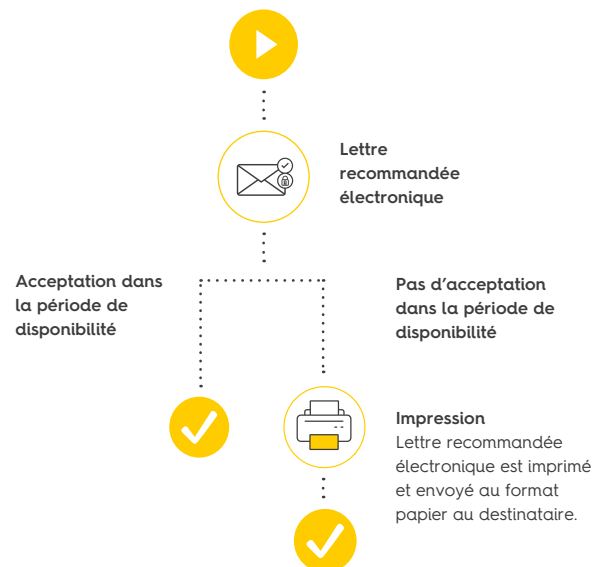 Lettre
recommandée
électronique
Acceptation dans
la période de
disponibilité
Pas d'acceptation
dans la période de
disponibilité
Impression
Lettre recommandée
électronique est imprimé
et envoyé au format
papier au destinataire.